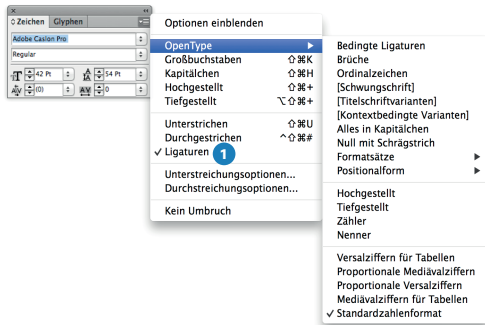 Zeichen Glyphen
Adobe Caslon Pro
Regular
42 Pt 54 Pt
(0) 0
Optionen einblenden
OpenType
Großbuchstaben ⇧⌘K
Kapitälchen ⇧⌘H
Hochgestellt ⇧⌘+
Tiefgestellt ⌥⇧⌘+
Unterstrichen ⇧⌘U
Durchgestrichen ^⇧⌘#
✓ Ligaturen 1
Unterstreichungsoptionen...
Durchstreichungsoptionen...
Kein Umbruch
Bedingte Ligaturen
Brüche
Ordinalzeichen
[Schwungschrift]
[Titelschriftvarianten]
[Kontextbedingte Varianten]
Alles in Kapitälchen
Null mit Schrägstrich
Formatsätze
Positionalform
Hochgestellt
Tiefgestellt
Zähler
Nenner
Versalziffern für Tabellen
Proportionale Mediävalziffern
Proportionale Versalziffern
Mediävalziffern für Tabellen
✓ Standardzahlenformat